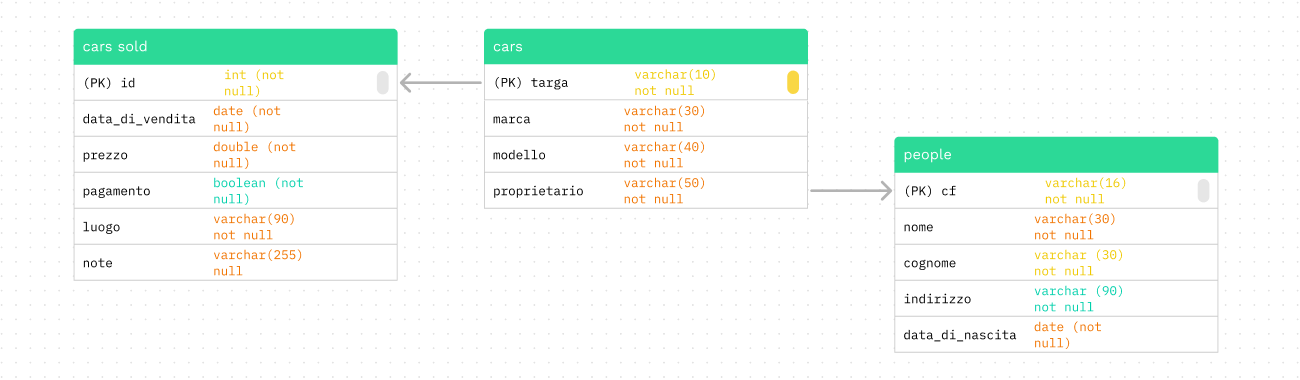 cars sold
(PK) id
int (not
null)
data_di_vendita
date (not
null)
prezzo
double (not
null)
pagamento
boolean (not
null)
luogo
varchar(90)
not null
note
varchar(255)
null
cars
(PK) targa
varchar(10)
not null
marca
varchar(30)
not null
modello
varchar(40)
not null
proprietario
varchar(50)
not null
people
(PK) cf
varchar(16)
not null
nome
varchar(30)
not null
cognome
varchar (30)
not null
indirizzo
varchar (90)
not null
data_di_nascita
date (not
null)